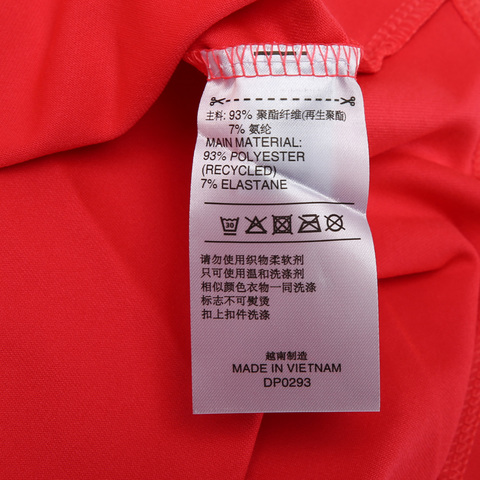 主料: 93% 聚酯纤维(再生聚酯)
7% 氨纶
MAIN MATERIAL:
93% POLYESTER
(RECYCLED)
7% ELASTANE
30
请勿使用织物柔软剂
只可使用温和洗涤剂
相似颜色衣物一同洗涤
标志不可熨烫
扣上扣件洗涤
越南制造
MADE IN VIETNAM
DP0293